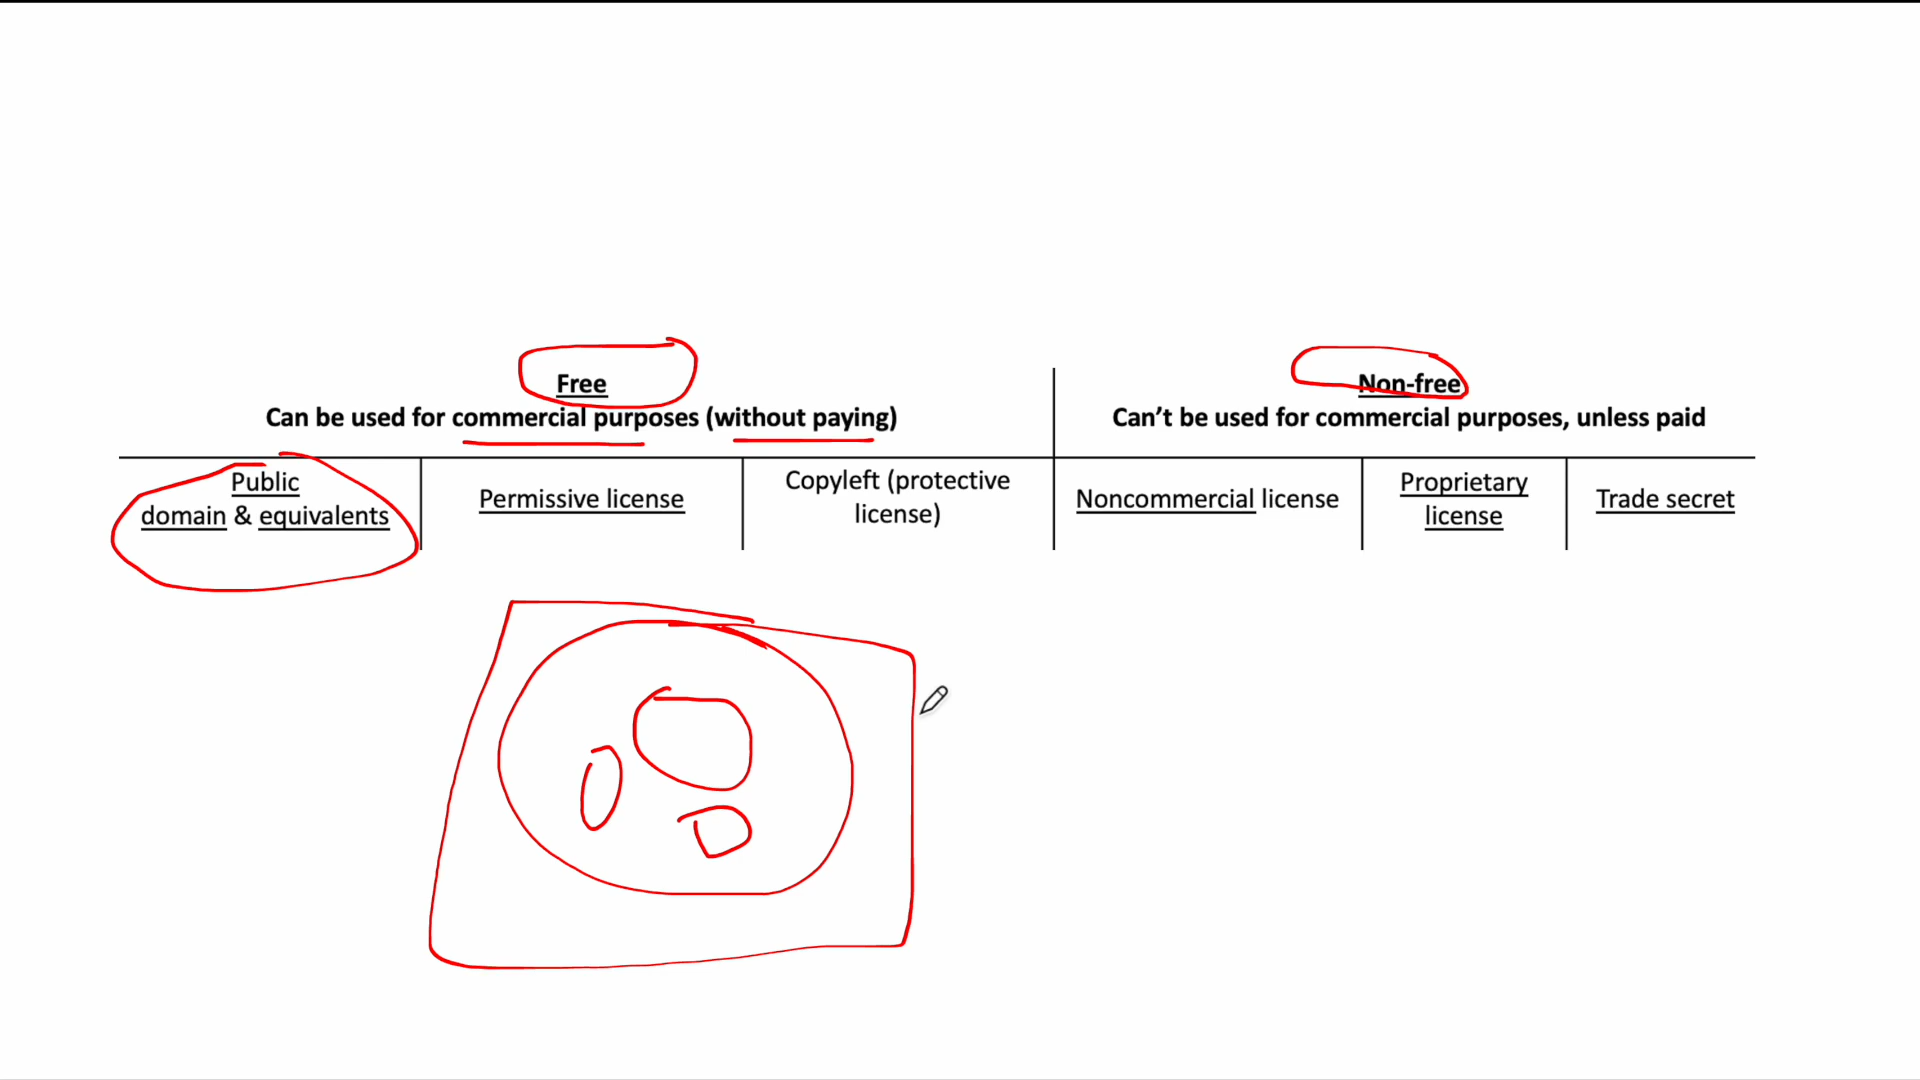 Free
Can be used for commercial purposes (without paying)
Non-free
Can’t be used for commercial purposes, unless paid
Public
domain & equivalents
Permissive license
Copyleft (protective
license)
Noncommercial license
Proprietary
license
Trade secret